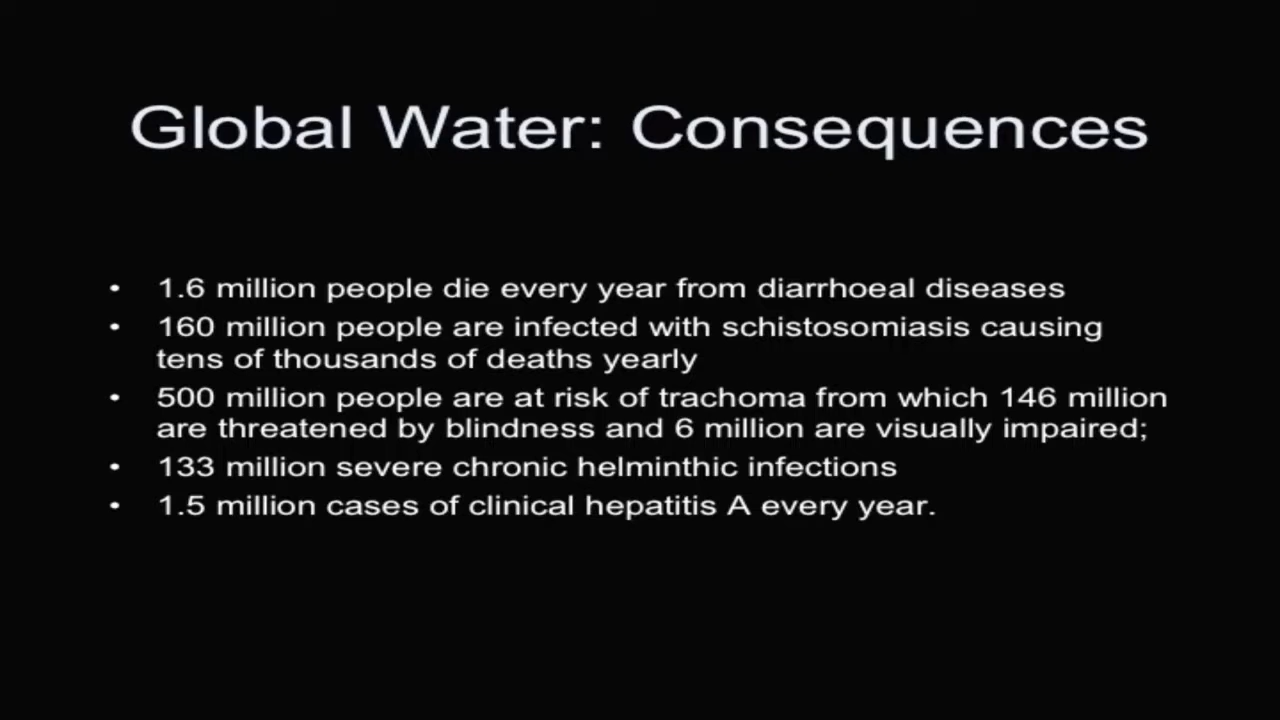 Global Water: Consequences
• 1.6 million people die every year from diarrhoeal diseases
• 160 million people are infected with schistosomiasis causing
tens of thousands of deaths yearly
• 500 million people are at risk of trachoma from which 146 million
are threatened by blindness and 6 million are visually impaired;
• 133 million severe chronic helminthic infections
• 1.5 million cases of clinical hepatitis A every year.